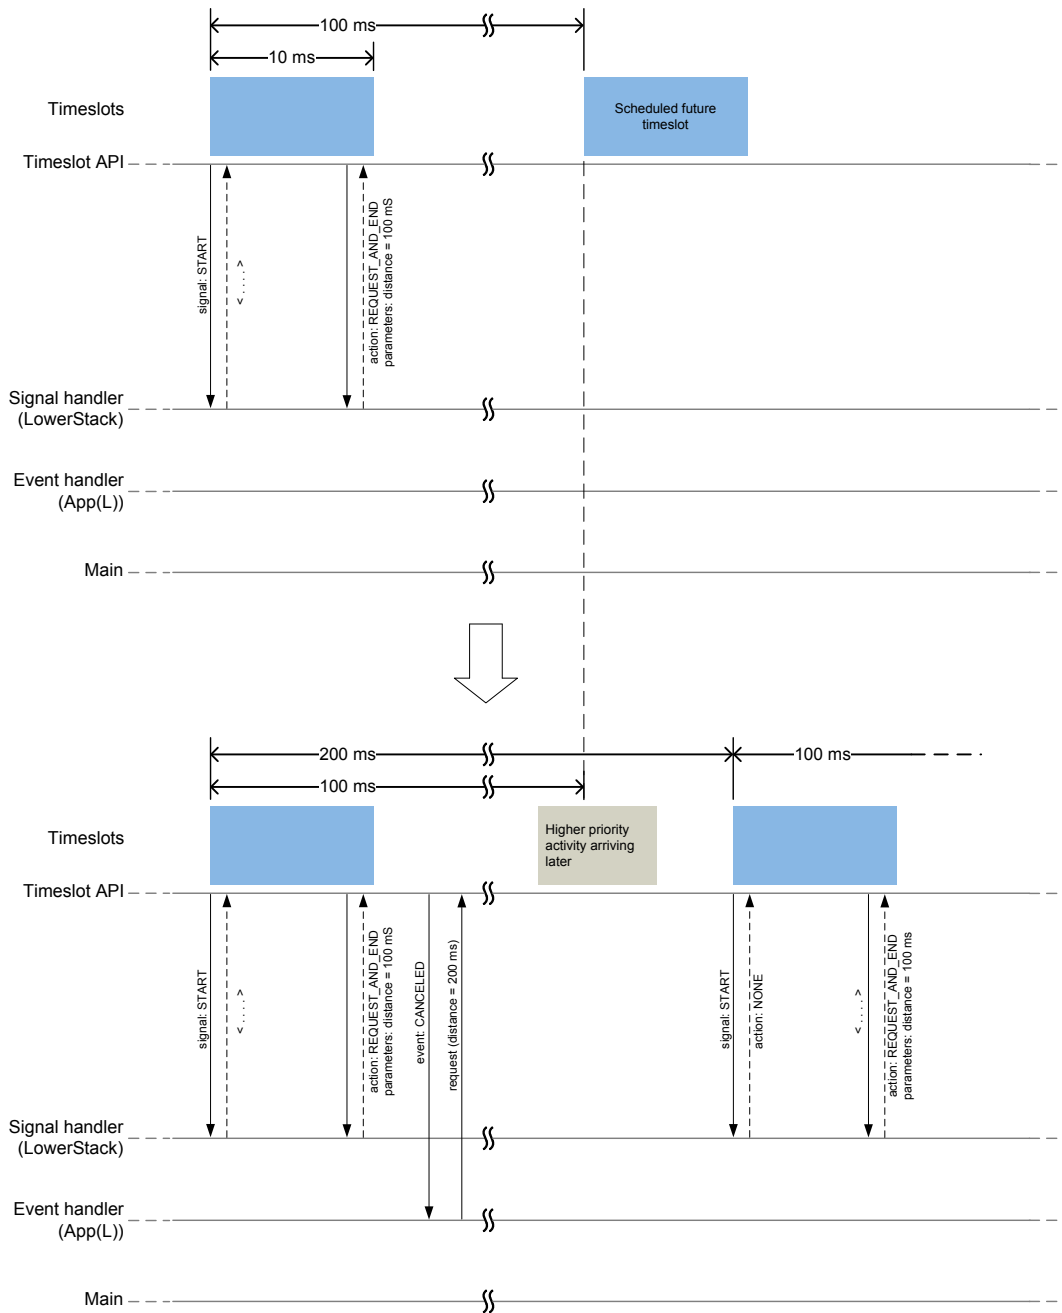 100 ms
10 ms
Timeslots
Scheduled future
timeslot
Timeslot API
signal: START
< . . . . >
action: REQUEST_AND_END
parameters: distance = 100 mS
Signal handler
(LowerStack)
Event handler
(App(L))
Main
200 ms
100 ms
100 ms
Timeslots
Higher priority
activity arriving
later
Timeslot API
signal: START
< . . . . >
action: REQUEST_AND_END
parameters: distance = 100 mS
event: CANCELED
request (distance = 200 ms)
signal: START
action: NONE
< . . . . >
action: REQUEST_AND_END
parameters: distance = 100 ms
Signal handler
(LowerStack)
Event handler
(App(L))
Main